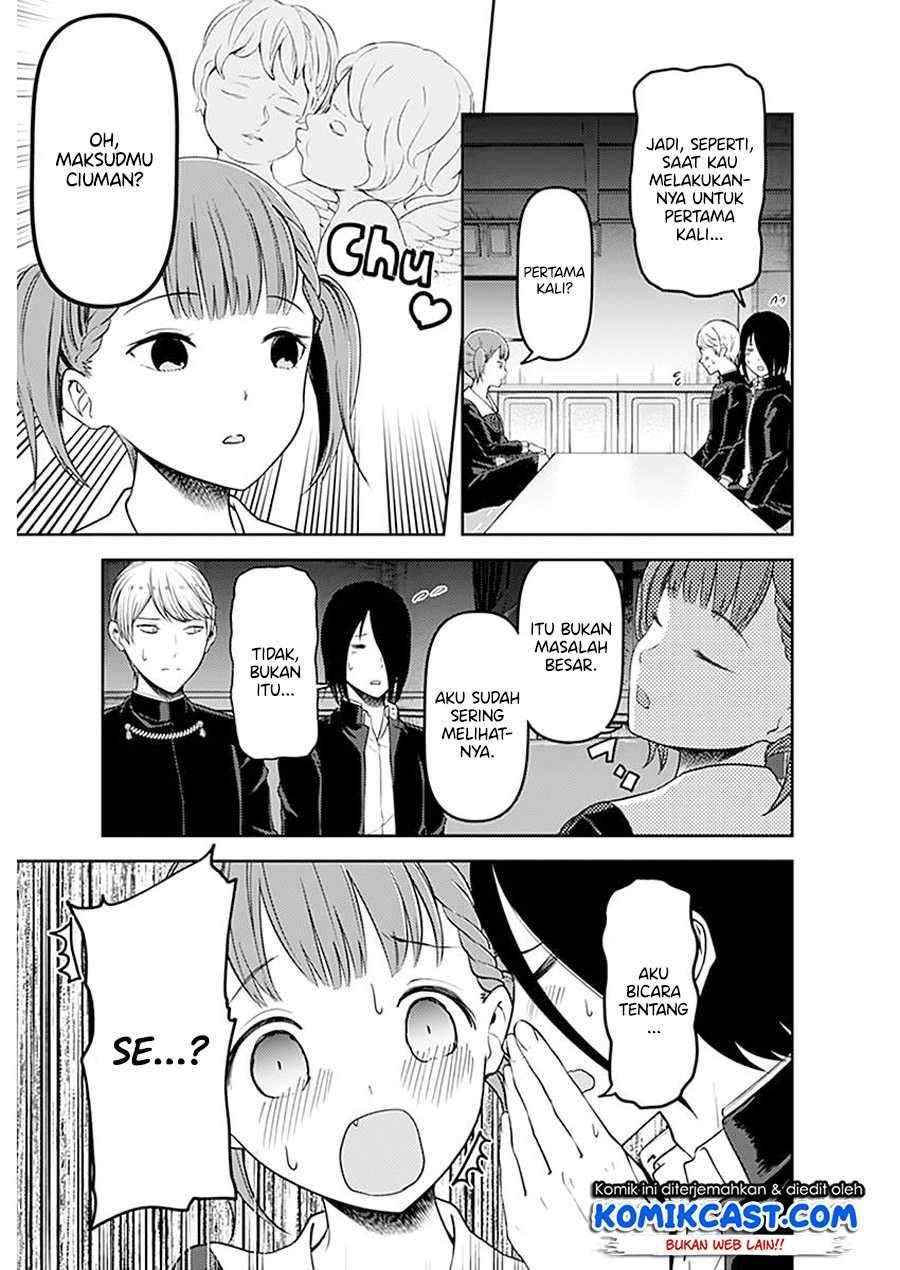 JADI, SEPERTI,
SAAT KAU
MELAKUKAN-
NYA UNTUK
PERTAMA
KALI...
PERTAMA
KALI?
OH,
MAKSUDMU
CIUMAN?
Chu
ITU BUKAN
MASALAH
BESAR.
AKU SUDAH
SERING
MELIHAT-
NYA.
TIDAK,
BUKAN
ITU...
AKU
BICARA
TENTANG
...
SE...?
Komik ini diterjemahkan & diedit oleh
KOMIKCAST.COM
BUKAN WEB LAIN!!